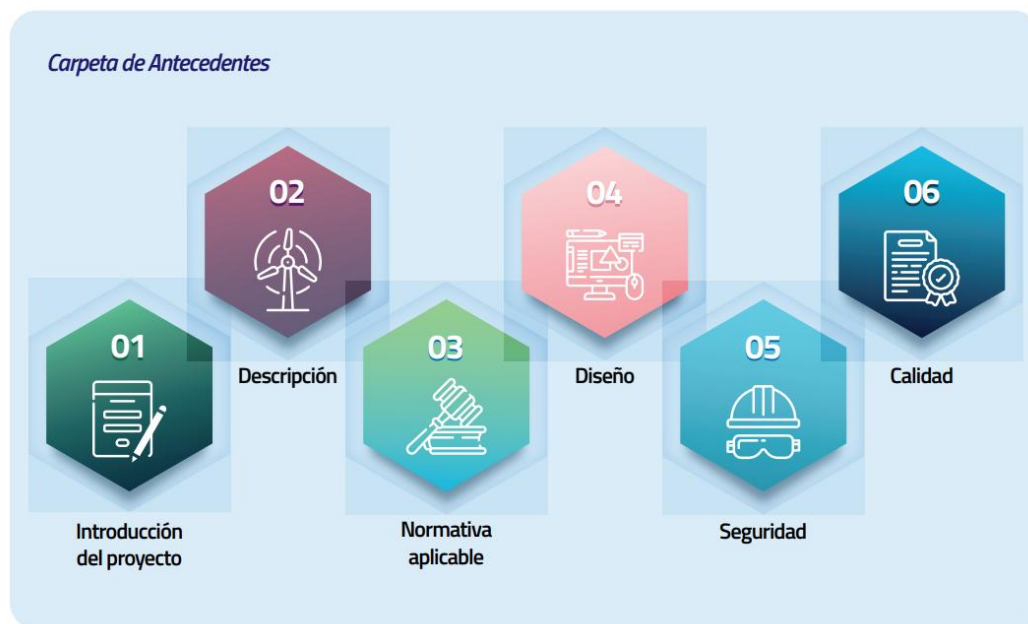 Carpeta de Antecedentes
01
Introducción
del proyecto
02
Descripción
03
Normativa
aplicable
04
Diseño
05
Seguridad
06
Calidad